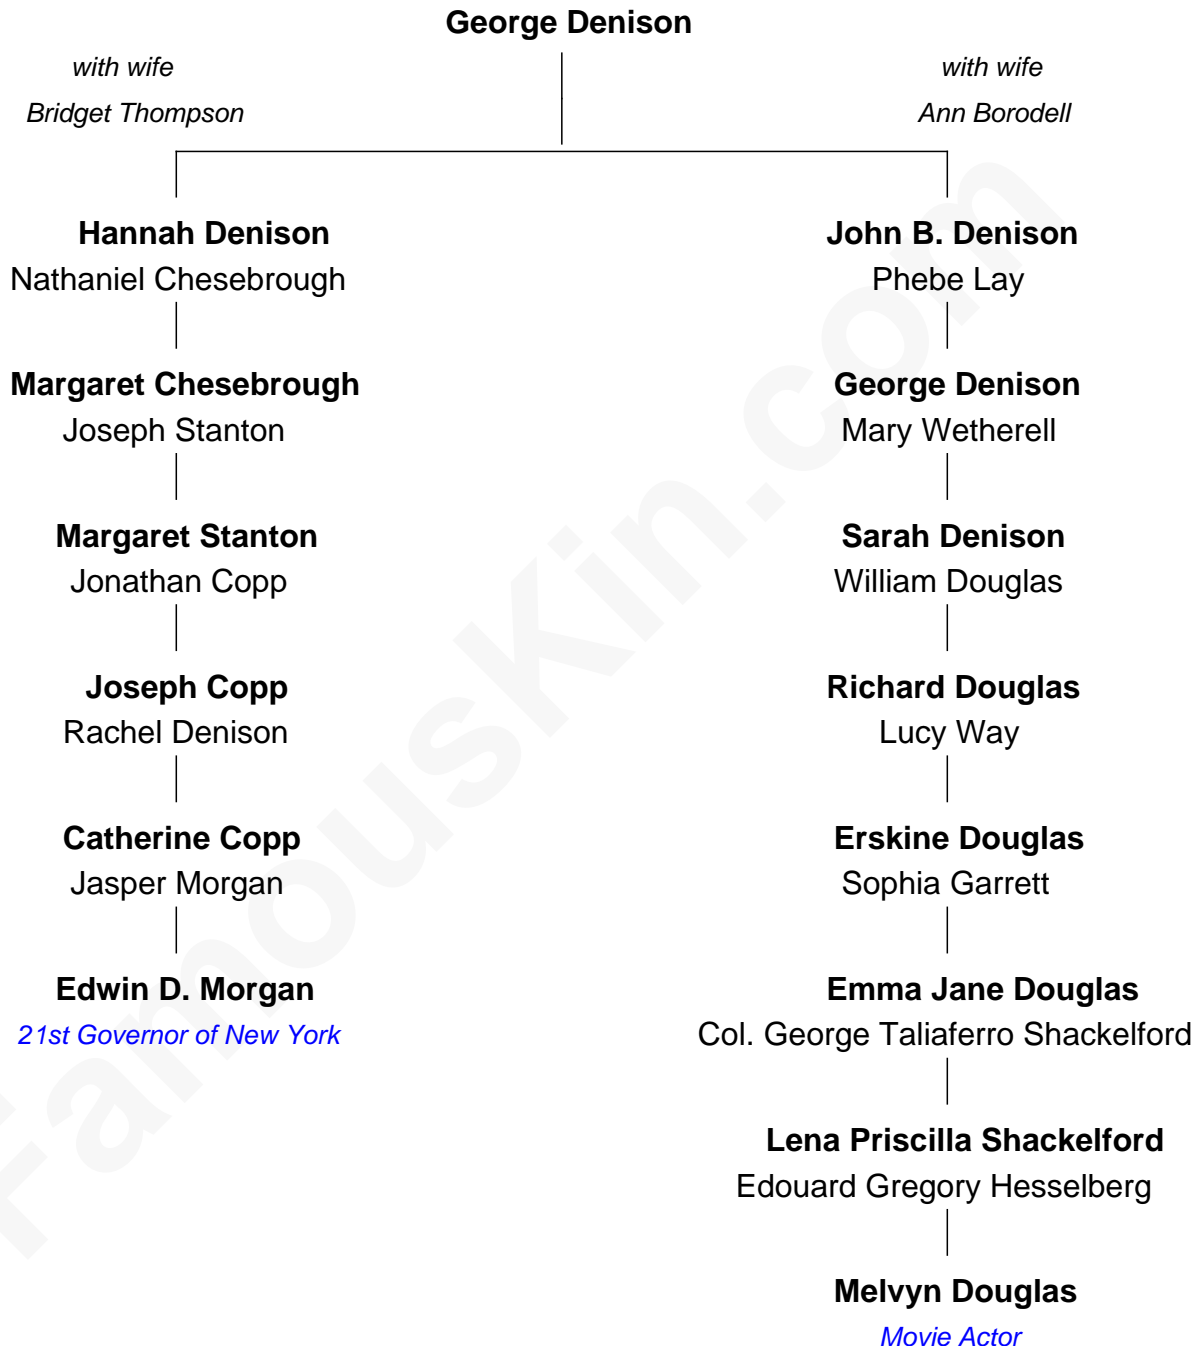 George Denison
with wife
Bridget Thompson
with wife
Ann Borodell
Hannah Denison
Nathaniel Chesebrough
John B. Denison
Phebe Lay
Margaret Chesebrough
Joseph Stanton
George Denison
Mary Wetherell
Margaret Stanton
Jonathan Copp
Sarah Denison
William Douglas
Joseph Copp
Rachel Denison
Richard Douglas
Lucy Way
Catherine Copp
Jasper Morgan
Erskine Douglas
Sophia Garrett
Edwin D. Morgan
21st Governor of New York
Emma Jane Douglas
Col. George Taliaferro Shackelford
Lena Priscilla Shackelford
Edouard Gregory Hesselberg
Melvyn Douglas
Movie Actor
FamousKin.com